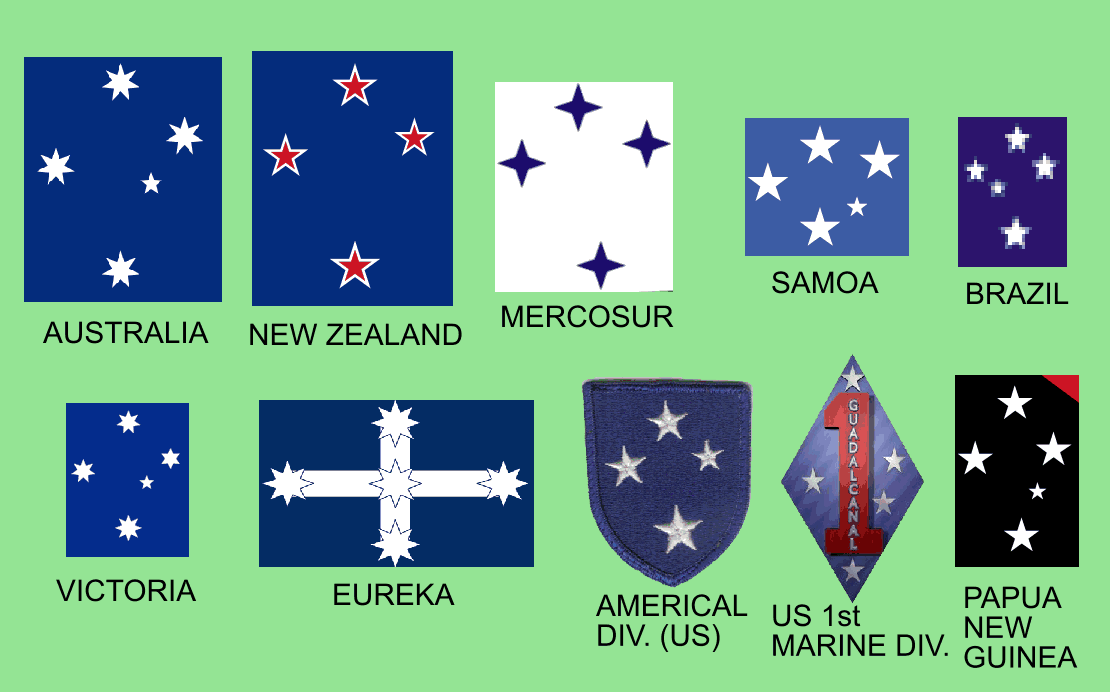 AUSTRALIA
NEW ZEALAND
MERCOSUR
SAMOA
BRAZIL
VICTORIA
EUREKA
AMERICAL
DIV. (US)
GUADALCANAL
1
US 1st
MARINE DIV.
PAPUA
NEW
GUINEA